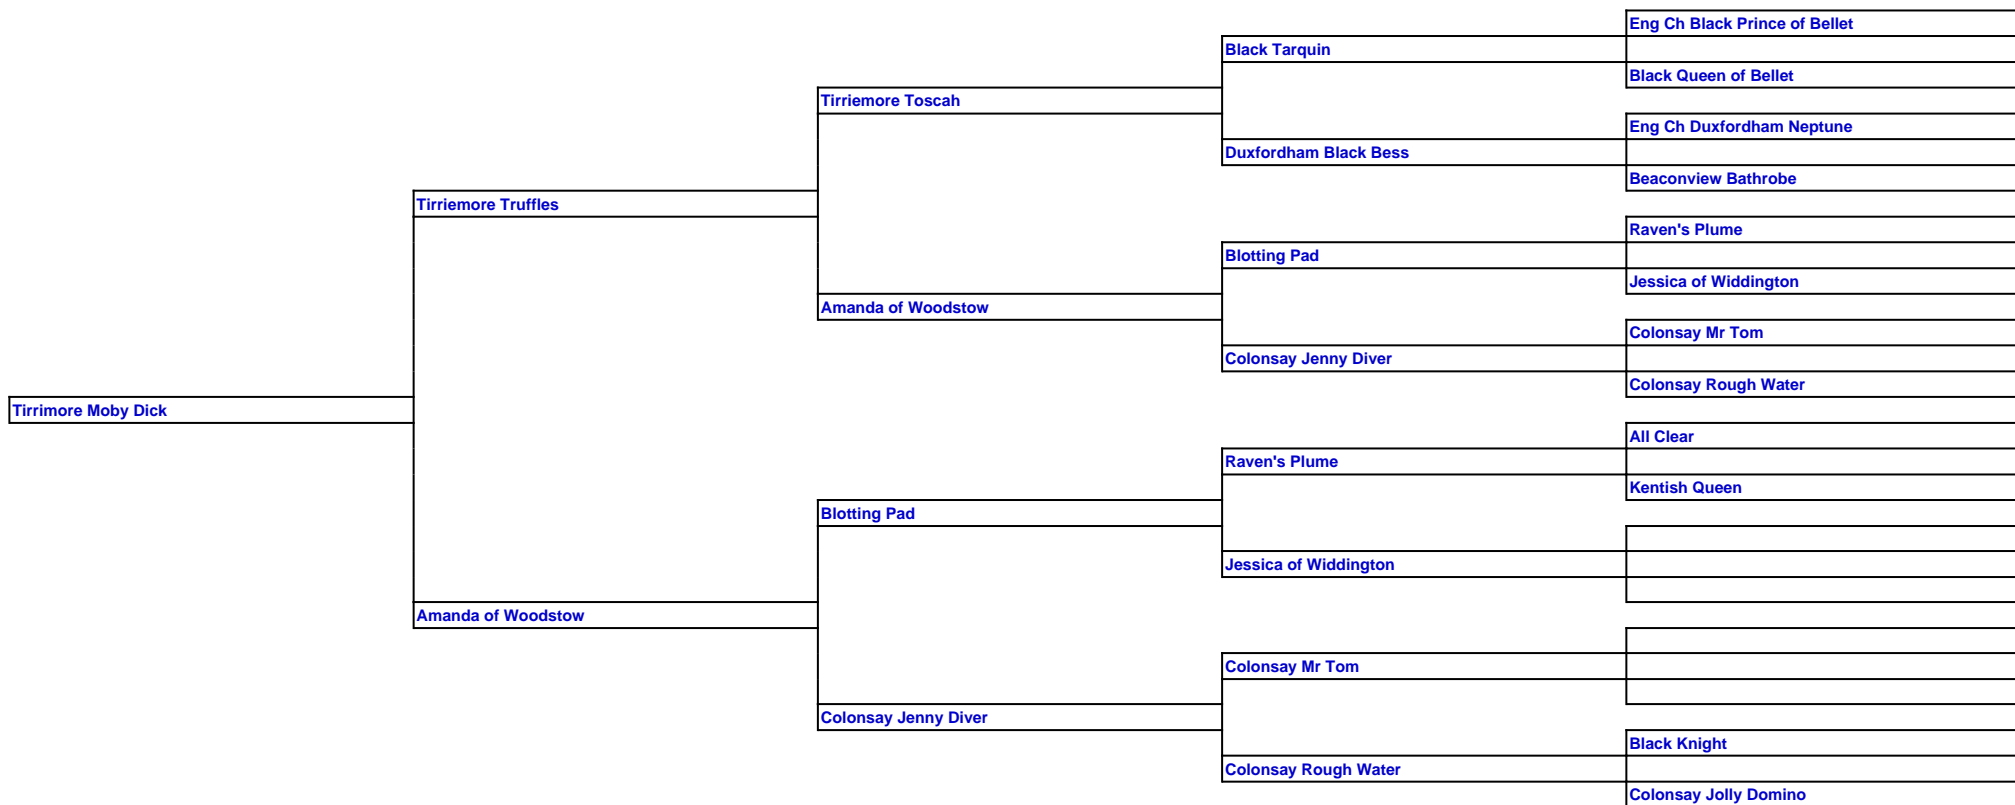 Eng Ch Black Prince of Bellet
Black Tarquin
Black Queen of Bellet
Tirriemore Toscah
Eng Ch Duxfordham Neptune
Duxfordham Black Bess
Beaconview Bathrobe
Tirriemore Truffles
Raven's Plume
Blotting Pad
Jessica of Widdington
Amanda of Woodstow
Colonsay Mr Tom
Colonsay Jenny Diver
Colonsay Rough Water
Tirrimore Moby Dick
All Clear
Raven's Plume
Kentish Queen
Blotting Pad
Jessica of Widdington
Amanda of Woodstow
Colonsay Mr Tom
Colonsay Jenny Diver
Black Knight
Colonsay Rough Water
Colonsay Jolly Domino